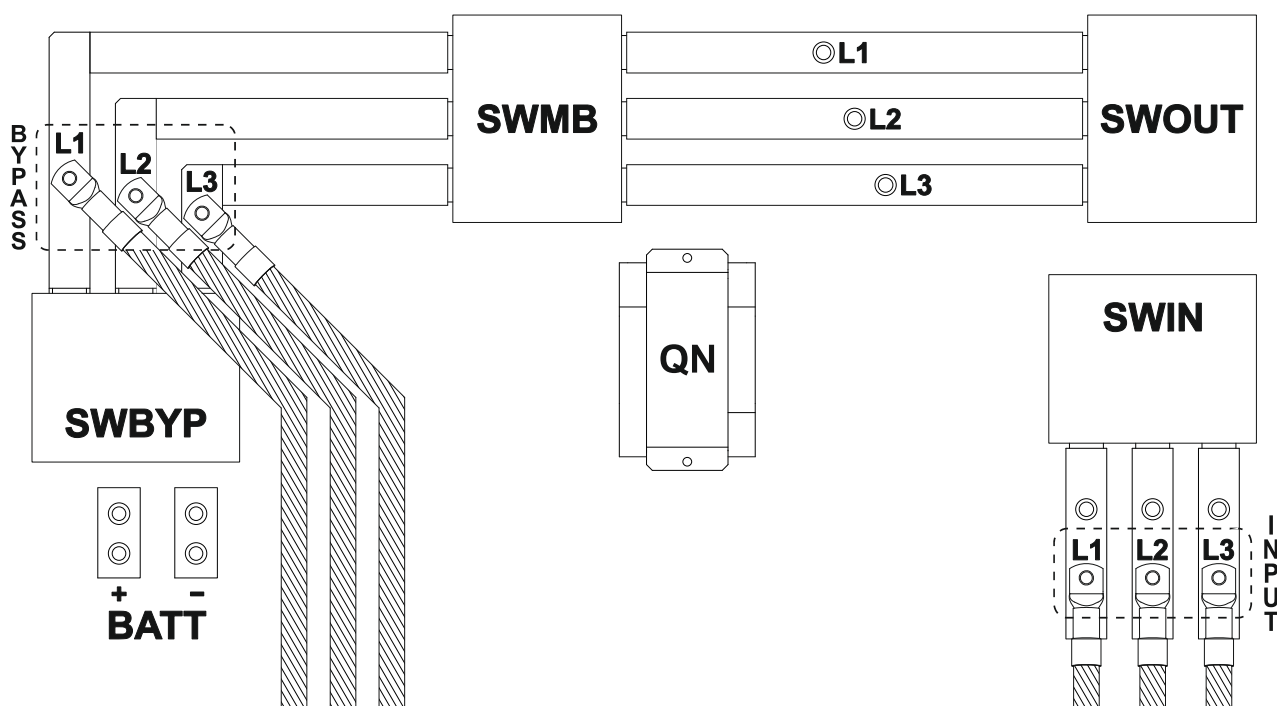 L1
SWMB
SWOUT
L2
L3
BYPASS
L1
L2
L3
SWIN
QN
SWBYP
INPUT
L1 L2 L3
+ -
BATT